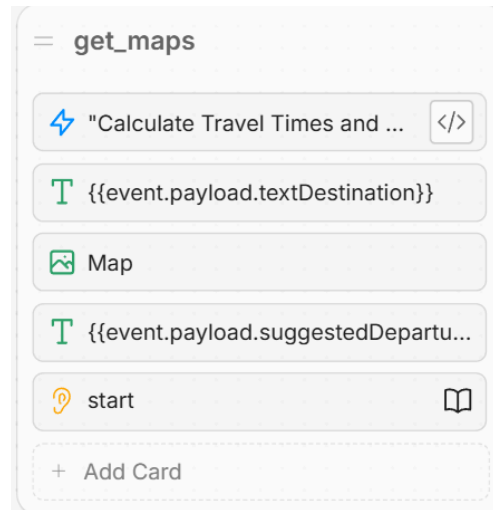 get_maps
"Calculate Travel Times and ...
{{event.payload.textDestination}}
Map
{{event.payload.suggestedDepartu...
start
+ Add Card